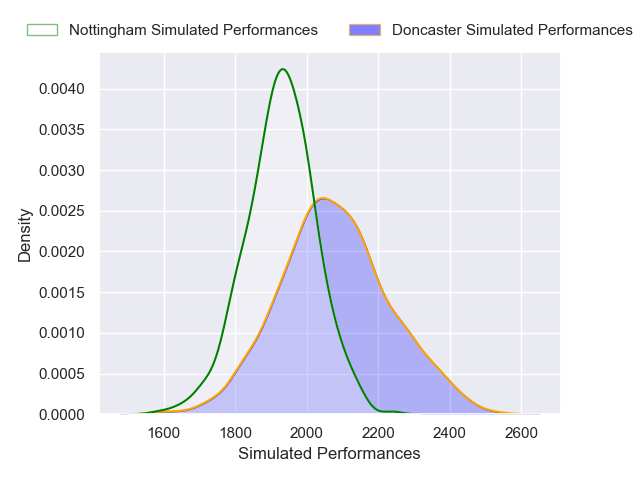 Nottingham Simulated Performances Doncaster Simulated Performances
0.0040
0.0035
0.0030
0.0025
0.0020
0.0015
0.0010
0.0005
0.0000
Density
1600 1800 2000 2200 2400 2600
Simulated Performances